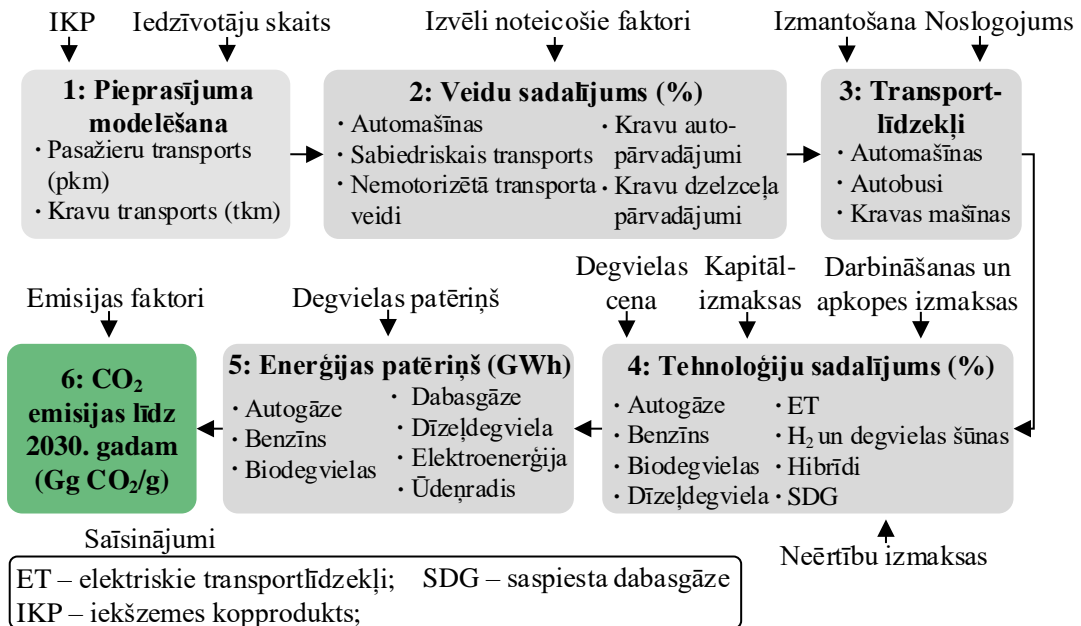 IKP
Iedzīvotāju skaits
Izvēli noteicošie faktori
Izmantošana
Noslogojums
1: Pieprasījuma
modelēšana
· Pasažieru transports
(pkm)
· Kravu transports (tkm)
2: Veidu sadalījums (%)
· Automašīnas
· Sabiedriskais transports
· Nemotorizētā transporta
veidi
· Kravu auto-
pārvadājumi
· Kravu dzelzceļa
pārvadājumi
3: Transport-
līdzekļi
· Automašīnas
· Autobusi
· Kravas mašīnas
Degvielas
cena
Kapitāl-
izmaksas
Darbināšanas un
apkopes izmaksas
4: Tehnoloģiju sadalījums (%)
· Autogāze
· Benzīns
· Biodegvielas
· Dīzeļdegviela
· ET
· H₂ un degvielas šūnas
· Hibrīdi
· SDG
Neērtību izmaksas
Degvielas patēriņš
5: Enerģijas patēriņš (GWh)
· Autogāze
· Benzīns
· Biodegvielas
· Dabasgāze
· Dīzeļdegviela
· Elektroenerģija
· Ūdeņradis
Emisijas faktori
6: CO₂
emisijas līdz
2030. gadam
(Gg CO₂/g)
Saīsinājumi
ET – elektriskie transportlīdzekļi; SDG – saspiesta dabasgāze
IKP – iekšzemes kopprodukts;